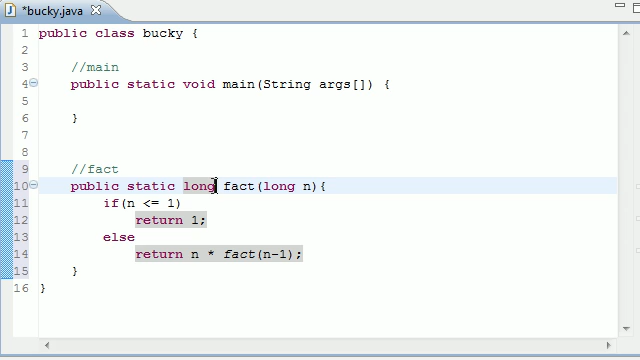 *bucky.java
1 public class bucky {
2
3 //main
4 public static void main(String args[]) {
5
6 }
7
8
9 //fact
10 public static long fact(long n){
11 if(n <= 1)
12 return 1;
13 else
14 return n * fact(n-1);
15 }
16 }